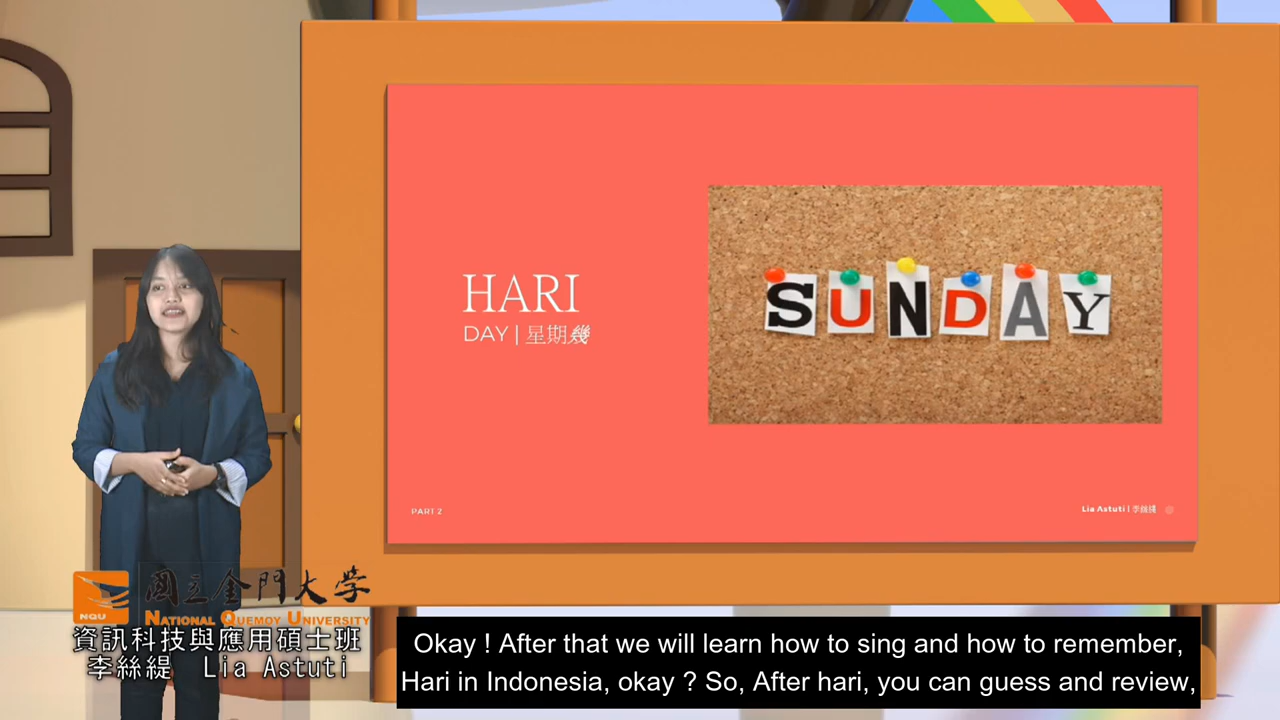 HARI
DAY | 星期幾
SUNDAY
PART 2
Lia Astuti | 李絲緹
NQU
國立金門大學
NATIONAL QUEMOY UNIVERSITY
資訊科技與應用碩士班
李絲緹 Lia Astuti
Okay ! After that we will learn how to sing and how to remember,
Hari in Indonesia, okay ? So, After hari, you can guess and review,